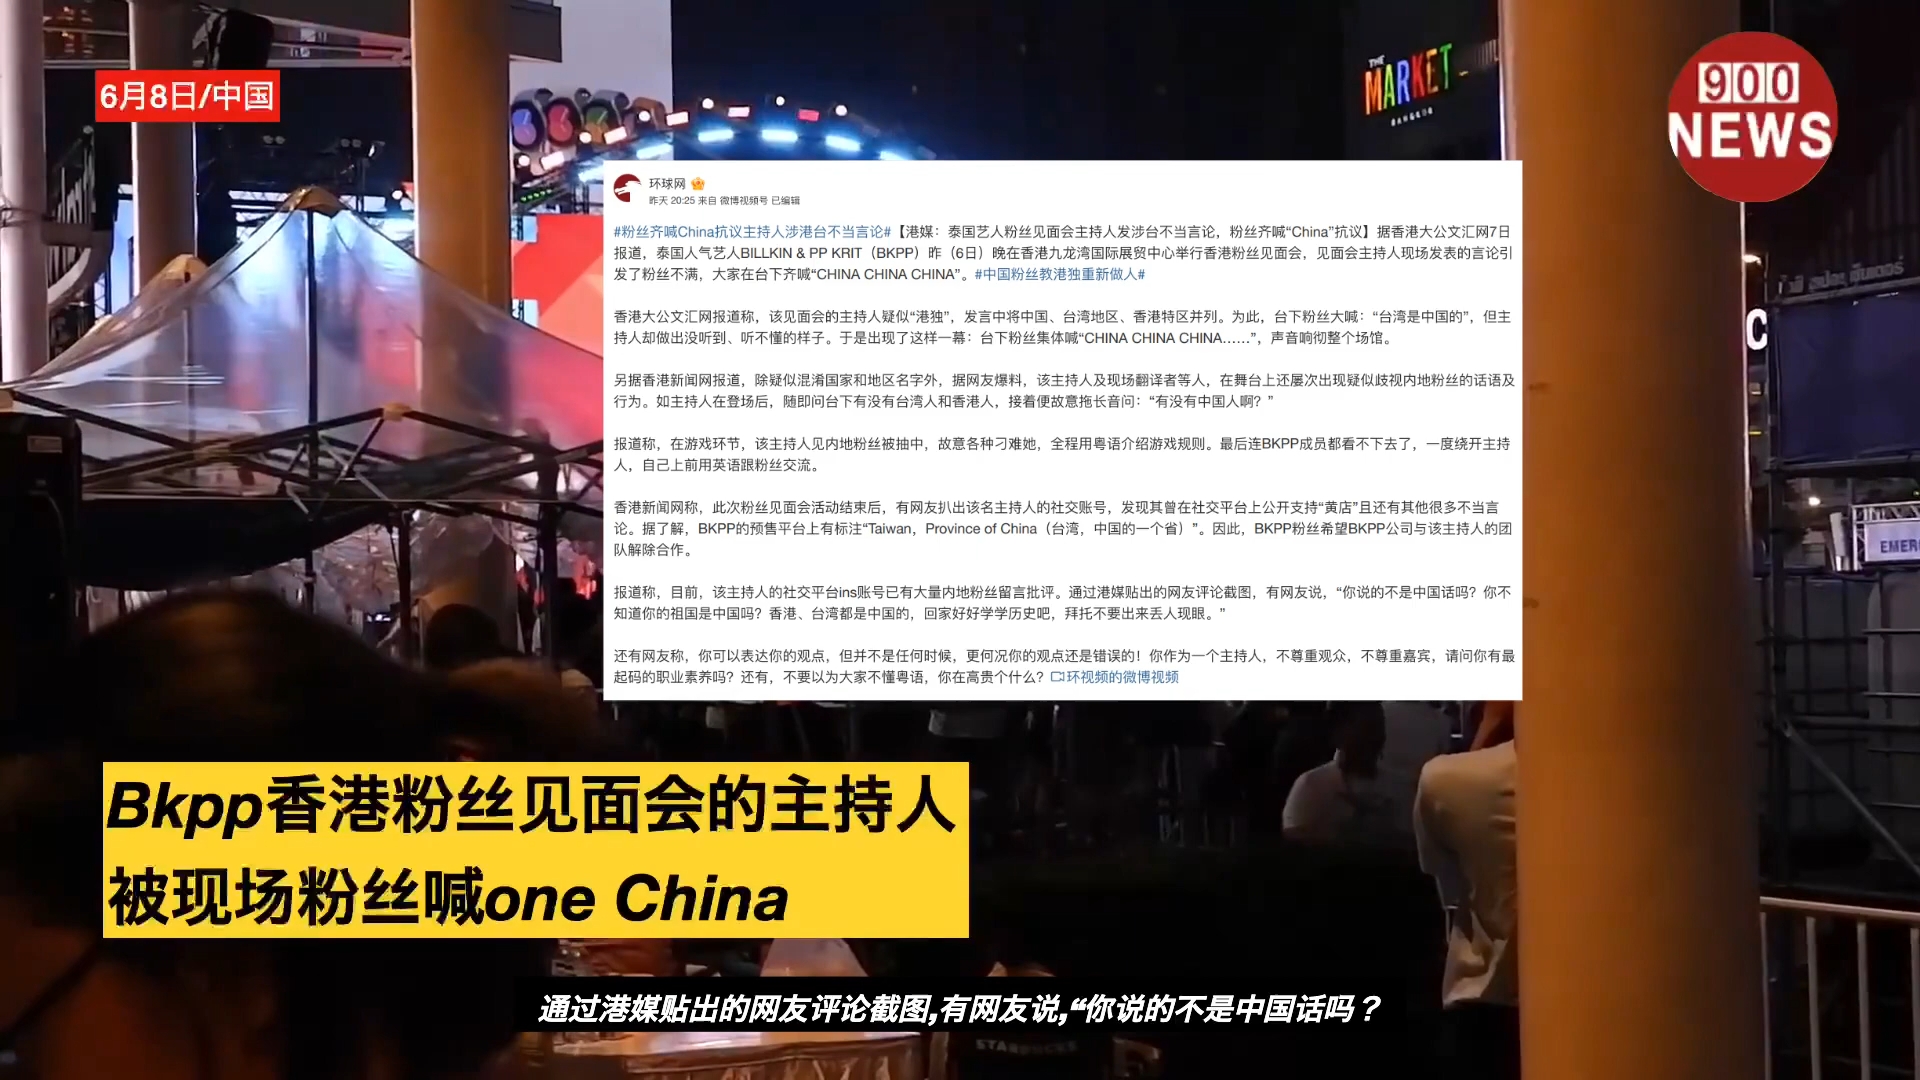 6月8日/中国
THE
MARKET
BANGKOK
900
NEWS
环球网
昨天 20:25 来自 微博视频号 已编辑
#粉丝齐喊China抗议主持人涉港台不当言论#【港媒：泰国艺人粉丝见面会主持人发涉台不当言论，粉丝齐喊“China”抗议】据香港大公文汇网7日
报道，泰国人气艺人BILLKIN & PP KRIT（BKPP）昨（6日）晚在香港九龙湾国际展贸中心举行香港粉丝见面会，见面会主持人现场发表的言论引
发了粉丝不满，大家在台下齐喊“CHINA CHINA CHINA”。#中国粉丝教港独重新做人#
香港大公文汇网报道称，该见面会的主持人疑似“港独”，发言中将中国、台湾地区、香港特区并列。为此，台下粉丝大喊：“台湾是中国的”，但主
持人却做出没听到、听不懂的样子。于是出现了这样一幕：台下粉丝集体喊“CHINA CHINA CHINA……”，声音响彻整个场馆。
另据香港新闻网报道，除疑似混淆国家和地区名字外，据网友爆料，该主持人及现场翻译者等人，在舞台上还屡次出现疑似歧视内地粉丝的话语及
行为。如主持人在登场后，随即问台下有没有台湾人和香港人，接着便故意拖长音问：“有没有中国人啊？”
报道称，在游戏环节，该主持人见内地粉丝被抽中，故意各种刁难她，全程用粤语介绍游戏规则。最后连BKPP成员都看不下去了，一度绕开主持
人，自己上前用英语跟粉丝交流。
香港新闻网称，此次粉丝见面会活动结束后，有网友扒出该名主持人的社交账号，发现其曾在社交平台上公开支持“黄店”且还有其他很多不当言
论。据了解，BKPP的预售平台上有标注“Taiwan，Province of China（台湾，中国的一个省）”。因此，BKPP粉丝希望BKPP公司与该主持人的团
队解除合作。
报道称，目前，该主持人的社交平台ins账号已有大量内地粉丝留言批评。通过港媒贴出的网友评论截图，有网友说，“你说的不是中国话吗？你不
知道你的祖国是中国吗？香港、台湾都是中国的，回家好好学学历史吧，拜托不要出来丢人现眼。”
还有网友称，你可以表达你的观点，但并不是任何时候，更何况你的观点还是错误的！你作为一个主持人，不尊重观众，不尊重嘉宾，请问你有最
起码的职业素养吗？还有，不要以为大家不懂粤语，你在高贵个什么？环视频的微博视频
C
EMER
Bkpp香港粉丝见面会的主持人
被现场粉丝喊one China
通过港媒贴出的网友评论截图,有网友说,“你说的不是中国话吗？
STARBUCKS